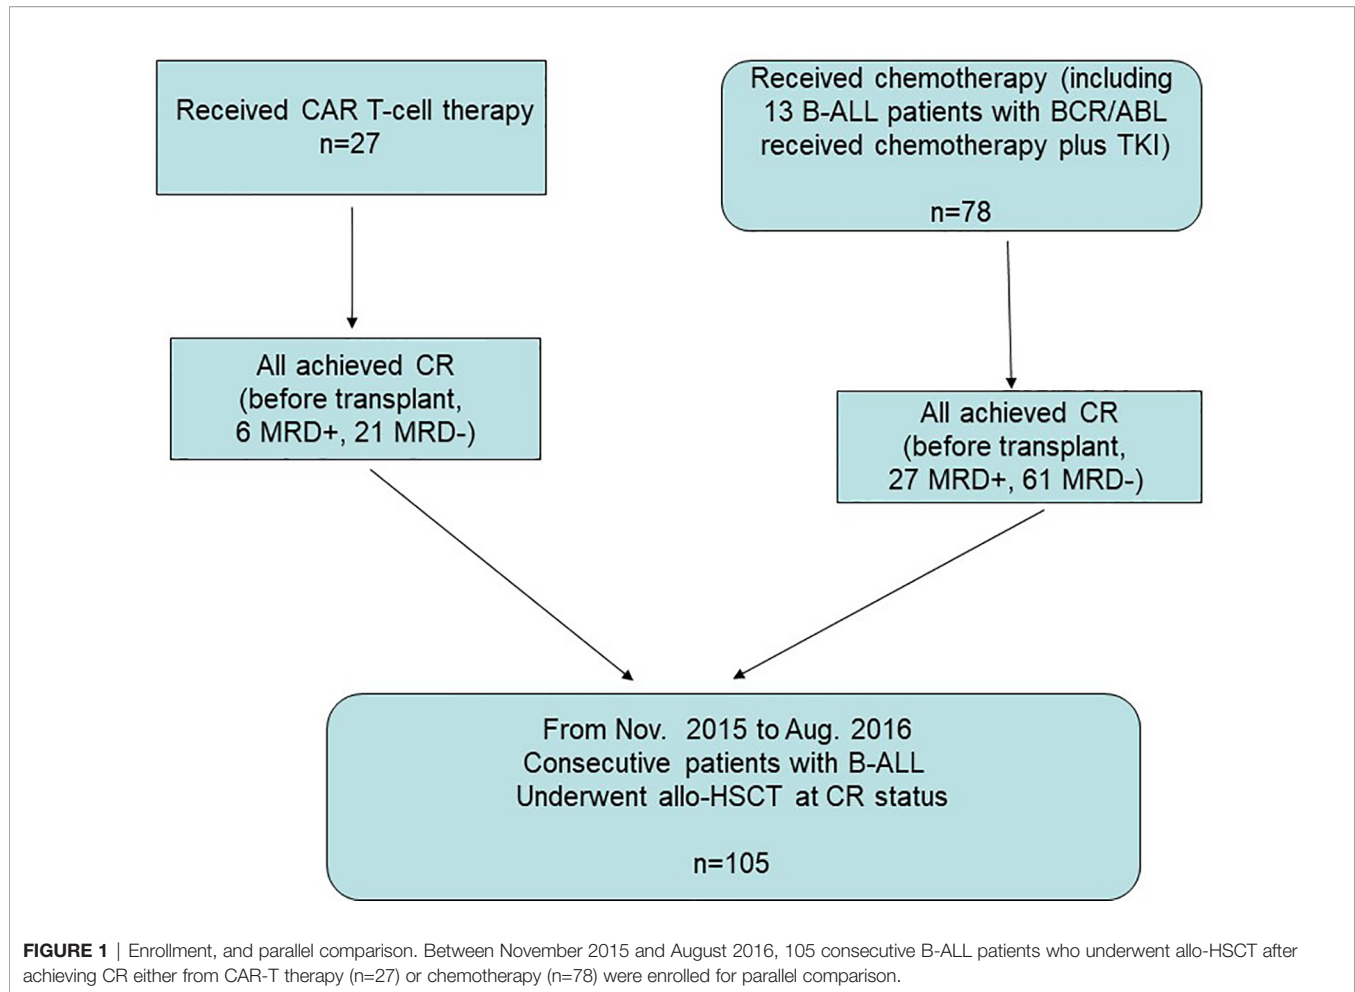 Received CAR T-cell therapy
n=27
Received chemotherapy (including
13 B-ALL patients with BCR/ABL
received chemotherapy plus TKI)
n=78
All achieved CR
(before transplant,
6 MRD+, 21 MRD-)
All achieved CR
(before transplant,
27 MRD+, 61 MRD-)
From Nov. 2015 to Aug. 2016
Consecutive patients with B-ALL
Underwent allo-HSCT at CR status
n=105
FIGURE 1 | Enrollment, and parallel comparison. Between November 2015 and August 2016, 105 consecutive B-ALL patients who underwent allo-HSCT after
achieving CR either from CAR-T therapy (n=27) or chemotherapy (n=78) were enrolled for parallel comparison.